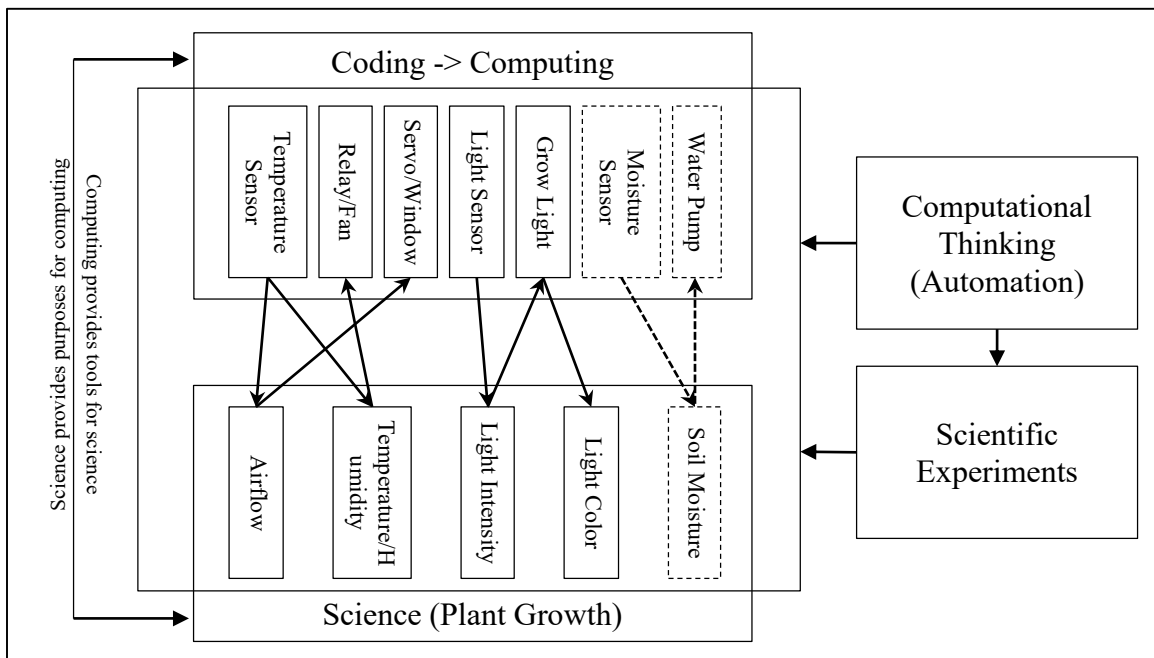 Coding -> Computing
Temperature
Sensor
Relay/Fan
Servo/Window
Light Sensor
Grow Light
Moisture
Sensor
Water Pump
Computing provides tools for science
Science provides purposes for computing
Computational
Thinking
(Automation)
Airflow
Temperature/H
umidity
Light Intensity
Light Color
Soil Moisture
Scientific
Experiments
Science (Plant Growth)